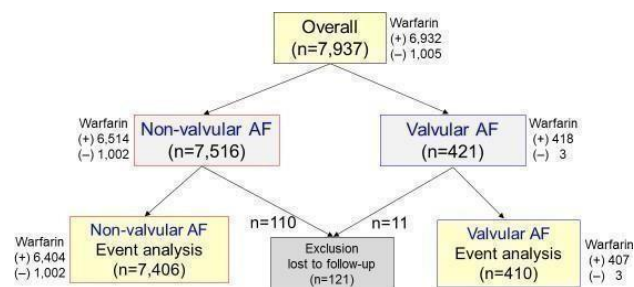 Overall
(n=7,937)
Warfarin
(+) 6,932
(–) 1,005
Warfarin
(+) 6,514
(–) 1,002
Non-valvular AF
(n=7,516)
Valvular AF
(n=421)
Warfarin
(+) 418
(–) 3
n=110
n=11
Warfarin
(+) 6,404
(–) 1,002
Non-valvular AF
Event analysis
(n=7,406)
Exclusion
lost to follow-up
(n=121)
Valvular AF
Event analysis
(n=410)
Warfarin
(+) 407
(–) 3